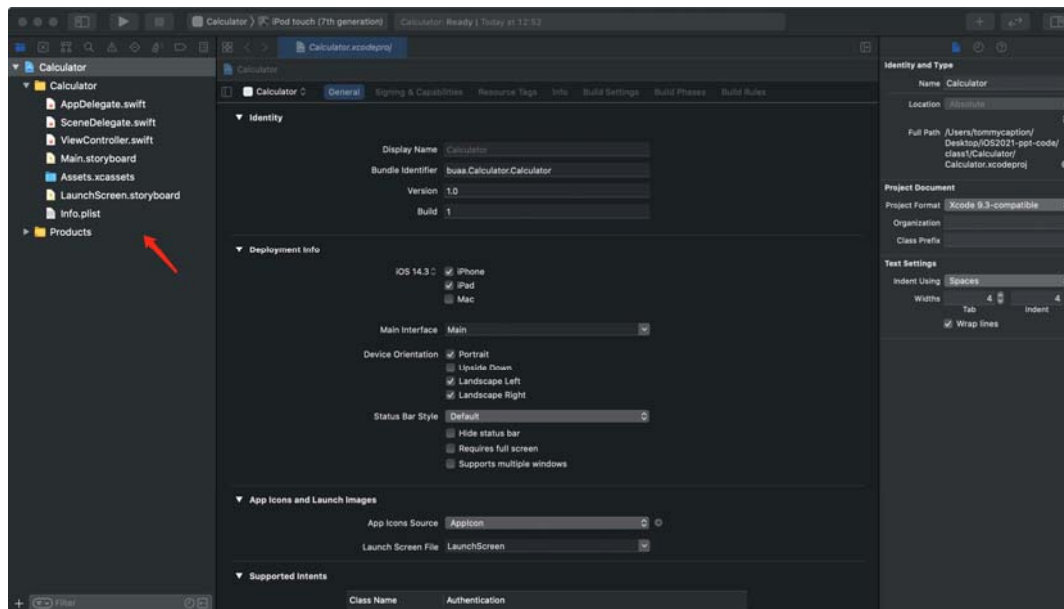 Calculator 〉 iPod touch (7th generation)
Calculator: Ready | Today at 12:53
Calculator
Calculator
AppDelegate.swift
SceneDelegate.swift
ViewController.swift
Main.storyboard
Assets.xcassets
LaunchScreen.storyboard
Info.plist
Products
Filter
Calculator.xcodeproj
Calculator
Calculator
General Signing & Capabilities Resource Tags Info Build Settings Build Phases Build Rules
Identity
Display Name Calculator
Bundle Identifier buaa.Calculator.Calculator
Version 1.0
Build 1
Deployment Info
iOS 14.3 iPhone
iPad
Mac
Main Interface Main
Device Orientation Portrait
Upside Down
Landscape Left
Landscape Right
Status Bar Style Default
Hide status bar
Requires full screen
Supports multiple windows
App Icons and Launch Images
App Icons Source AppIcon
Launch Screen File LaunchScreen
Supported Intents
Class Name Authentication
Identity and Type
Name Calculator
Location Absolute
Full Path /Users/tommycaption/
Desktop/iOS2021-ppt-code/
class1/Calculator/
Calculator.xcodeproj
Project Document
Project Format Xcode 9.3-compatible
Organization
Class Prefix
Text Settings
Indent Using Spaces
Widths 4 4
Tab Indent
Wrap lines